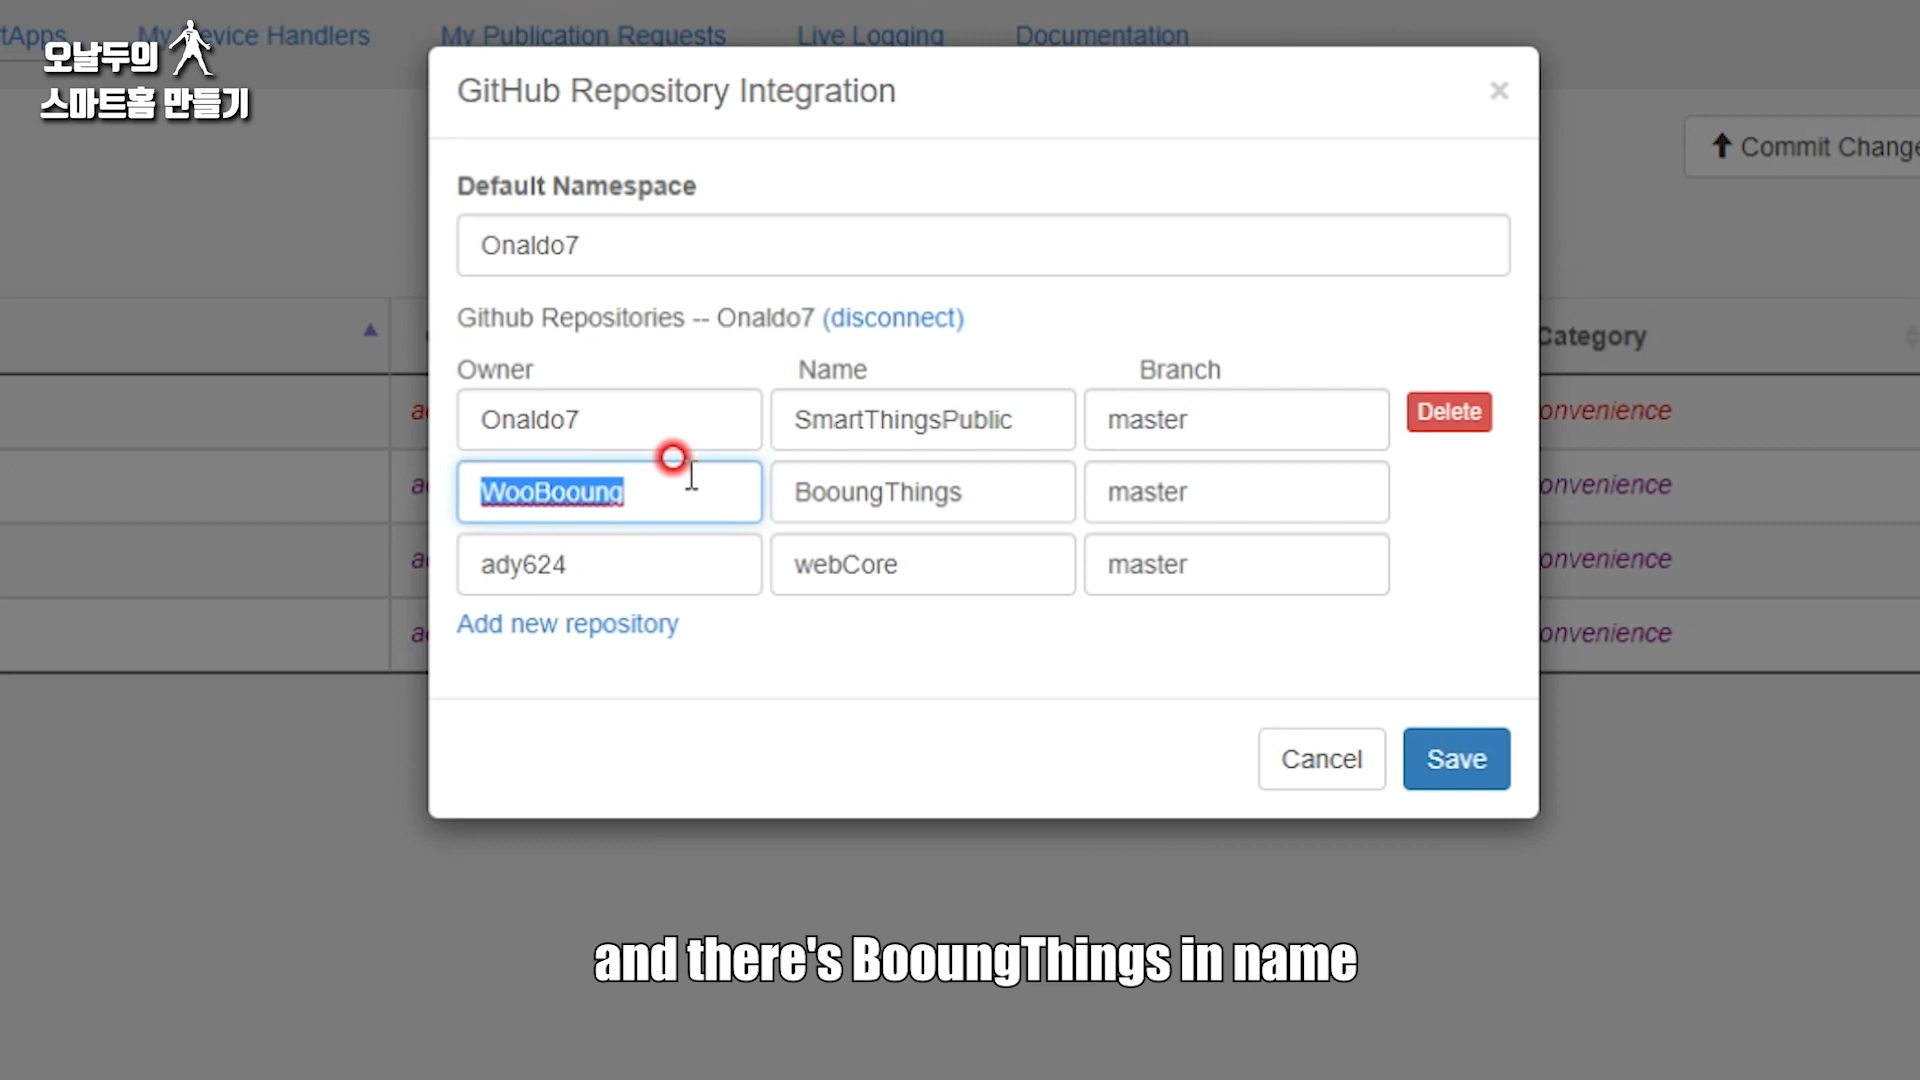 tApps
My Device Handlers
My Publication Requests
Live Logging
Documentation
오날두의
스마트홈 만들기
GitHub Repository Integration
×
Commit Change
Default Namespace
Onaldo7
Github Repositories -- Onaldo7 (disconnect)
Category
Owner
Name
Branch
Onaldo7
SmartThingsPublic
master
Delete
onvenience
WooBooung
BooungThings
master
onvenience
ady624
webCore
master
onvenience
Add new repository
onvenience
Cancel
Save
and there's BooungThings in name